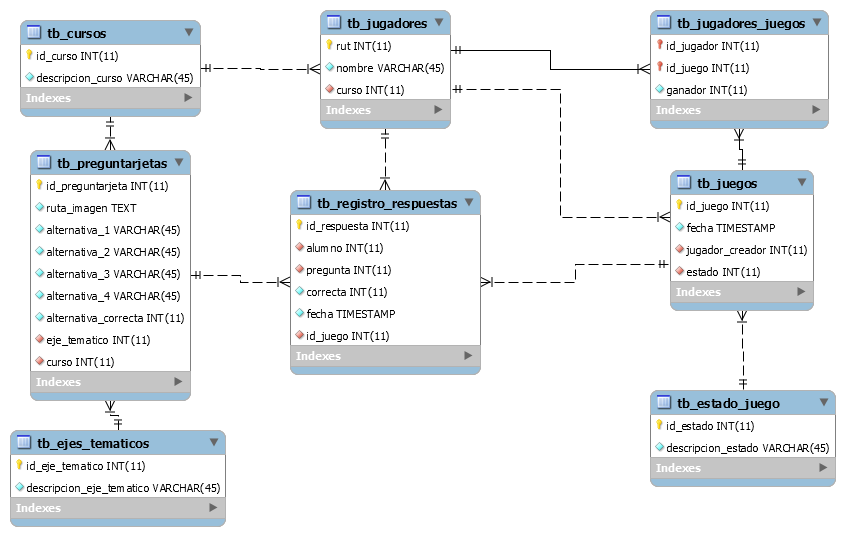 tb_cursos
id_curso INT(11)
descripcion_curso VARCHAR(45)
Indexes
tb_jugadores
rut INT(11)
nombre VARCHAR(45)
curso INT(11)
Indexes
tb_jugadores_juegos
id_jugador INT(11)
id_juego INT(11)
ganador INT(11)
Indexes
tb_preguntarjetas
id_preguntarjeta INT(11)
ruta_imagen TEXT
alternativa_1 VARCHAR(45)
alternativa_2 VARCHAR(45)
alternativa_3 VARCHAR(45)
alternativa_4 VARCHAR(45)
alternativa_correcta INT(11)
eje_tematico INT(11)
curso INT(11)
Indexes
tb_registro_respuestas
id_respuesta INT(11)
alumno INT(11)
pregunta INT(11)
correcta INT(11)
fecha TIMESTAMP
id_juego INT(11)
Indexes
tb_juegos
id_juego INT(11)
fecha TIMESTAMP
jugador_creador INT(11)
estado INT(11)
Indexes
tb_ejes_tematicos
id_eje_tematico INT(11)
descripcion_eje_tematico VARCHAR(45)
Indexes
tb_estado_juego
id_estado INT(11)
descripcion_estado VARCHAR(45)
Indexes